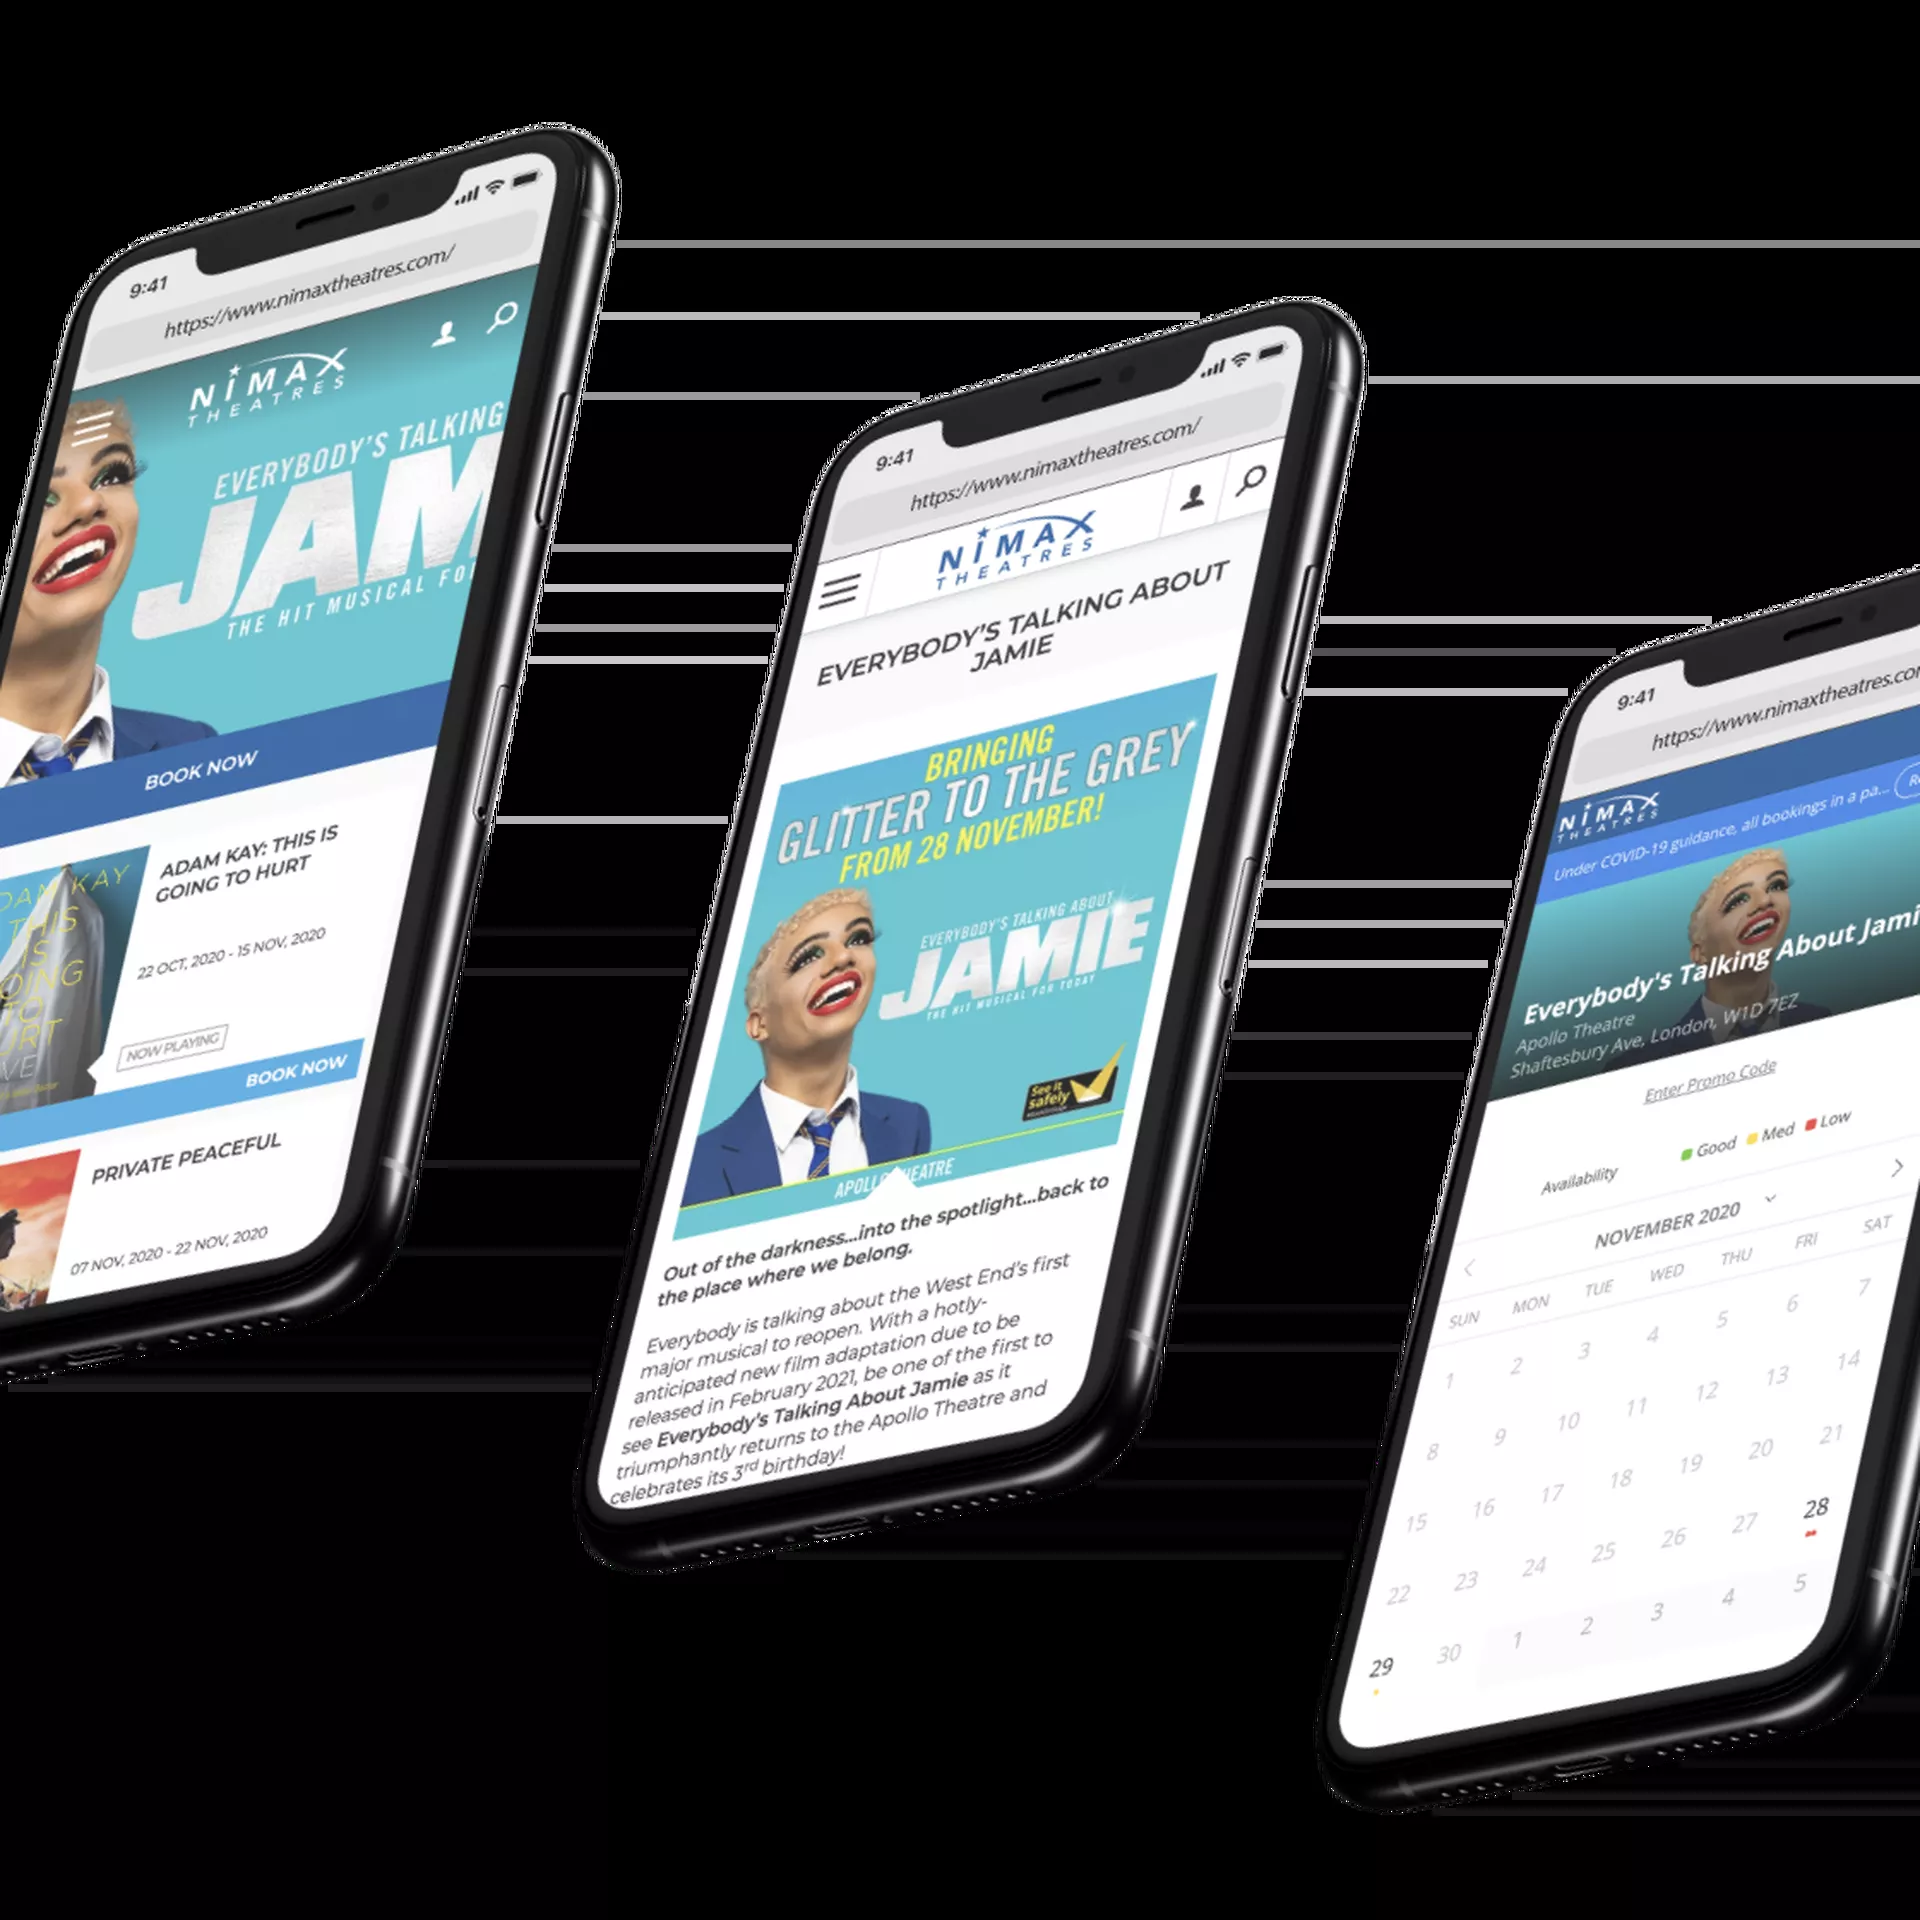 9:41
https://www.nimaxtheatres.com/
NIMAX
THEATRES
EVERYBODY'S TALKING
JAM
THE HIT MUSICAL FOR
BOOK NOW
ADAM KAY: THIS IS
GOING TO HURT
22 OCT, 2020 - 15 NOV, 2020
NOW PLAYING
BOOK NOW
PRIVATE PEACEFUL
07 NOV, 2020 - 22 NOV, 2020
KAY
THIS
IS
9:41
https://www.nimaxtheatres.com/
NIMAX
THEATRES
EVERYBODY'S TALKING ABOUT
JAMIE
BRINGING
GLITTER TO THE GREY
FROM 28 NOVEMBER!
EVERYBODY'S TALKING ABOUT
JAMIE
THE HIT MUSICAL FOR TODAY
See it
safely
Out of the darkness...into the spotlight...back to
the place where we belong.
Everybody is talking about the West End's first
major musical to reopen. With a hotly-
anticipated new film adaptation due to be
released in February 2021, be one of the first to
see Everybody's Talking About Jamie as it
triumphantly returns to the Apollo Theatre and
celebrates its 3rd birthday!
9:41
https://www.nimaxtheatres.co
NIMAX
THEATRES
Under COVID-19 guidance, all bookings in a pa...
Everybody's Talking About Jami
Apollo Theatre
Shaftesbury Ave, London, W1D 7EZ
Enter Promo Code
Availability Good Med Low
NOVEMBER 2020
SUN MON TUE WED THU FRI SAT
1 2 3 4 5 6 7
8 9 10 11 12 13 14
15 16 17 18 19 20 21
22 23 24 25 26 27 28
29 30 1 2 3 4 5